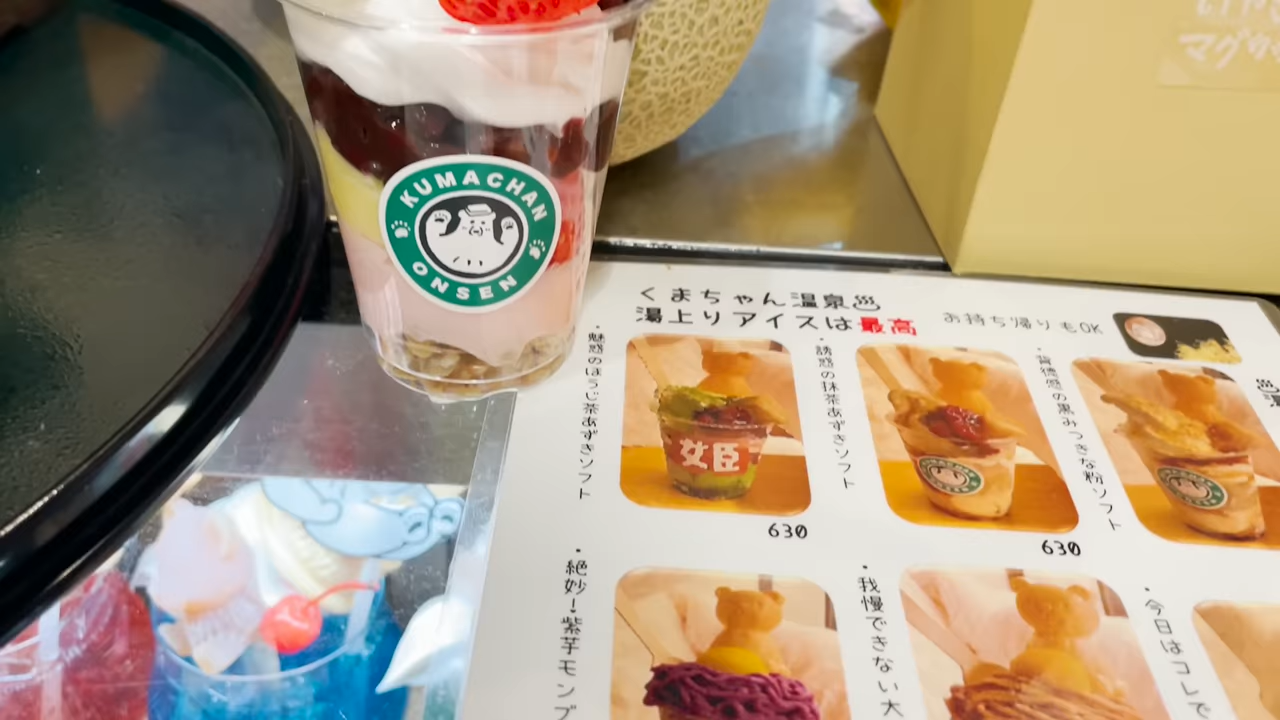 KUMACHAN
ONSEN
くまちゃん温泉♨
湯上りアイスは最高
お持ち帰りもOK
・魅惑のほうじ茶あずきソフト
630
・誘惑の抹茶あずきソフト
630
・背徳感の黒みつきな粉ソフト
姫
KUMACHAN
ONSEN
・絶妙!紫芋モンブ
・我慢できない大
・今日はコレで